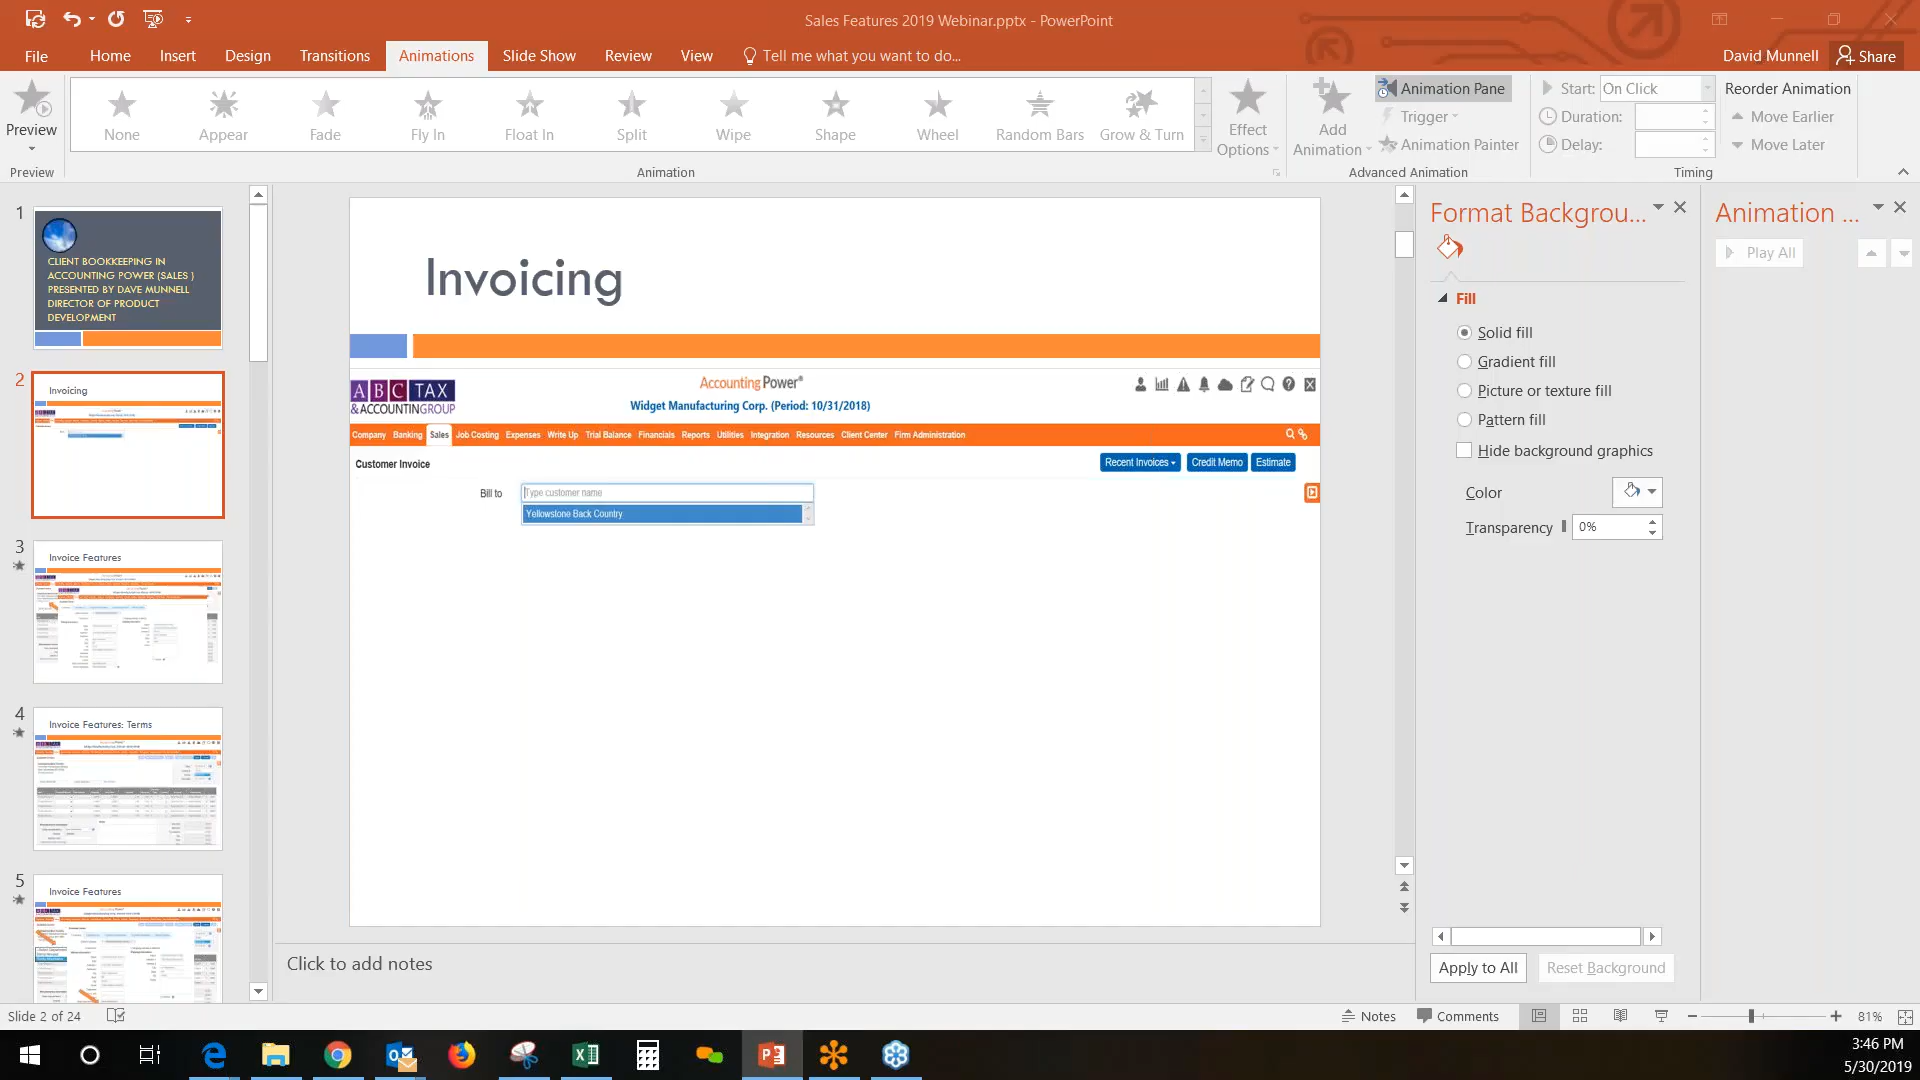 Sales Features 2019 Webinar.pptx - PowerPoint
File Home Insert Design Transitions Animations Slide Show Review View Tell me what you want to do... David Munnell Share
Preview
Preview
None Appear Fade Fly In Float In Split Wipe Shape Wheel Random Bars Grow & Turn
Animation
Effect Options
Add Animation
Animation Pane
Trigger
Animation Painter
Advanced Animation
Start: On Click
Duration:
Delay:
Reorder Animation
Move Earlier
Move Later
Timing
1
CLIENT BOOKKEEPING IN
ACCOUNTING POWER (SALES )
PRESENTED BY DAVE MUNNELL
DIRECTOR OF PRODUCT
DEVELOPMENT
2
Invoicing
3
Invoice Features
4
Invoice Features: Terms
5
Invoice Features
Invoicing
ABC TAX
& ACCOUNTING GROUP
Accounting Power®
Widget Manufacturing Corp. (Period: 10/31/2018)
Company Banking Sales Job Costing Expenses Write Up Trial Balance Financials Reports Utilities Integration Resources Client Center Firm Administration
Customer Invoice
Recent Invoices Credit Memo Estimate
Bill to Type customer name
Yellowstone Back Country
Click to add notes
Format Backgrou...
Fill
Solid fill
Gradient fill
Picture or texture fill
Pattern fill
Hide background graphics
Color
Transparency 0%
Apply to All Reset Background
Animation ...
Play All
Slide 2 of 24
Notes Comments 81%
3:46 PM
5/30/2019